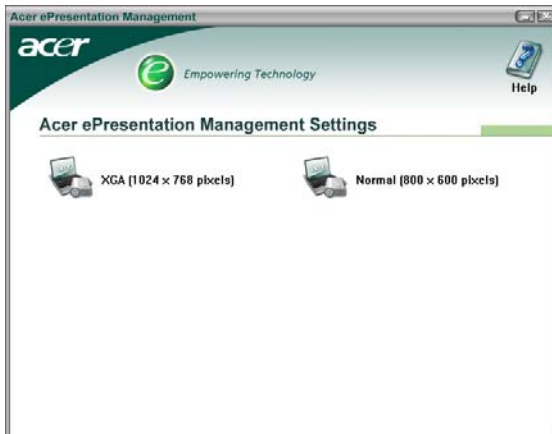 Acer ePresentation Management
acer
e Empowering Technology
Help
Acer ePresentation Management Settings
XGA (1024 x 768 pixels)
Normal (800 x 600 pixels)